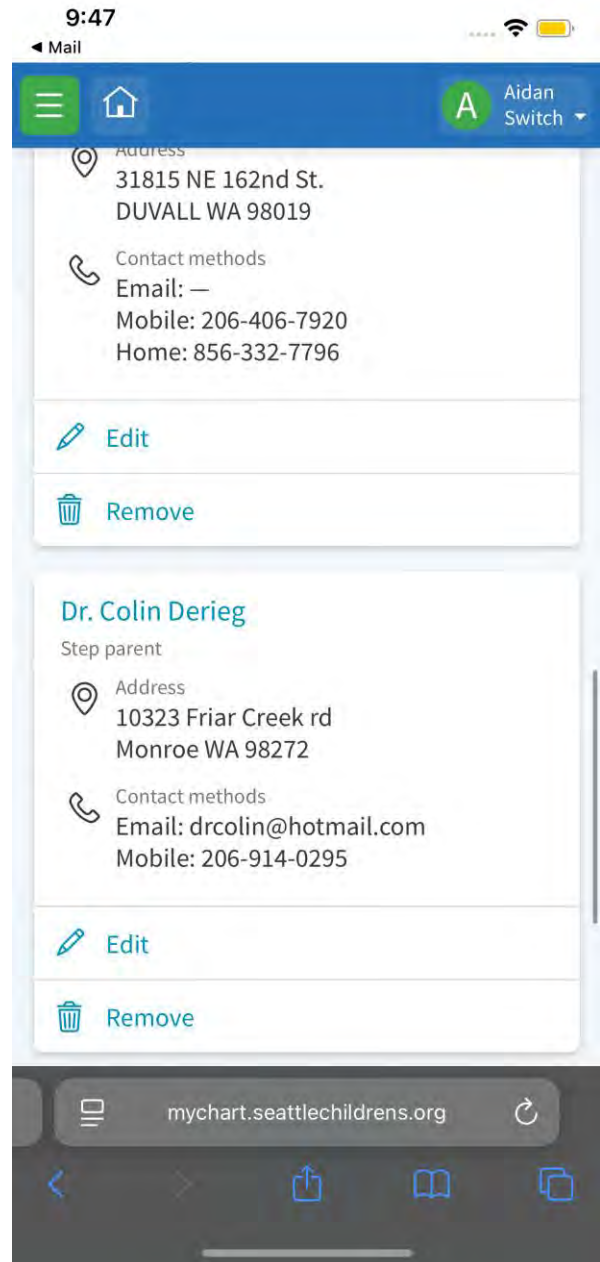 9:47
◀ Mail
A
Aidan
Switch
Address
31815 NE 162nd St.
DUVALL WA 98019
Contact methods
Email: —
Mobile: 206-406-7920
Home: 856-332-7796
Edit
Remove
Dr. Colin Derieg
Step parent
Address
10323 Friar Creek rd
Monroe WA 98272
Contact methods
Email: drcolin@hotmail.com
Mobile: 206-914-0295
Edit
Remove
mychart.seattlechildrens.org